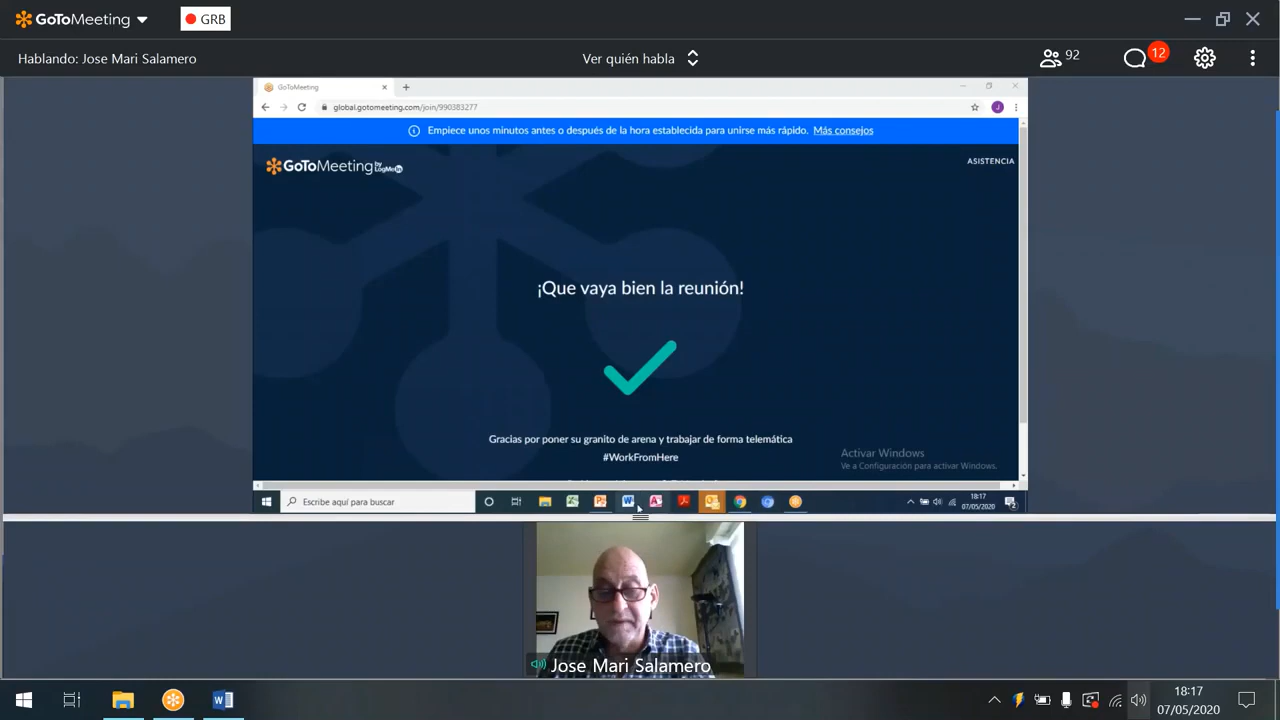 GoToMeeting
GRB
Hablando: Jose Mari Salamero
Ver quién habla
92
12
GoToMeeting
global.gotomeeting.com/join/990383277
J
Empiece unos minutos antes o después de la hora establecida para unirse más rápido. Más consejos
GoToMeeting by LogMeIn
ASISTENCIA
¡Que vaya bien la reunión!
Gracias por poner su granito de arena y trabajar de forma telemática
#WorkFromHere
Activar Windows
Ve a Configuración para activar Windows.
Escribe aquí para buscar
18:17
07/05/2020
2
Jose Mari Salamero
18:17
07/05/2020